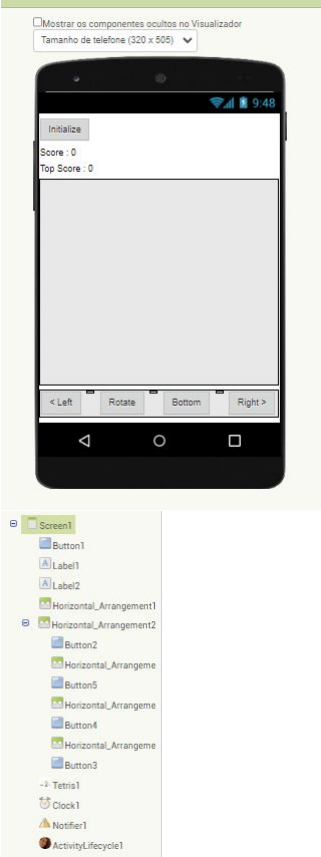 Mostrar os componentes ocultos no Visualizador
Tamanho de telefone (320 x 505)
9:48
Initialize
Score : 0
Top Score : 0
< Left Rotate Bottom Right >
Screen1
Button1
Label1
Label2
Horizontal_Arrangement1
Horizontal_Arrangement2
Button2
Horizontal_Arrangeme
Button5
Horizontal_Arrangeme
Button4
Horizontal_Arrangeme
Button3
Tetris1
Clock1
Notifier1
ActivityLifecycle1